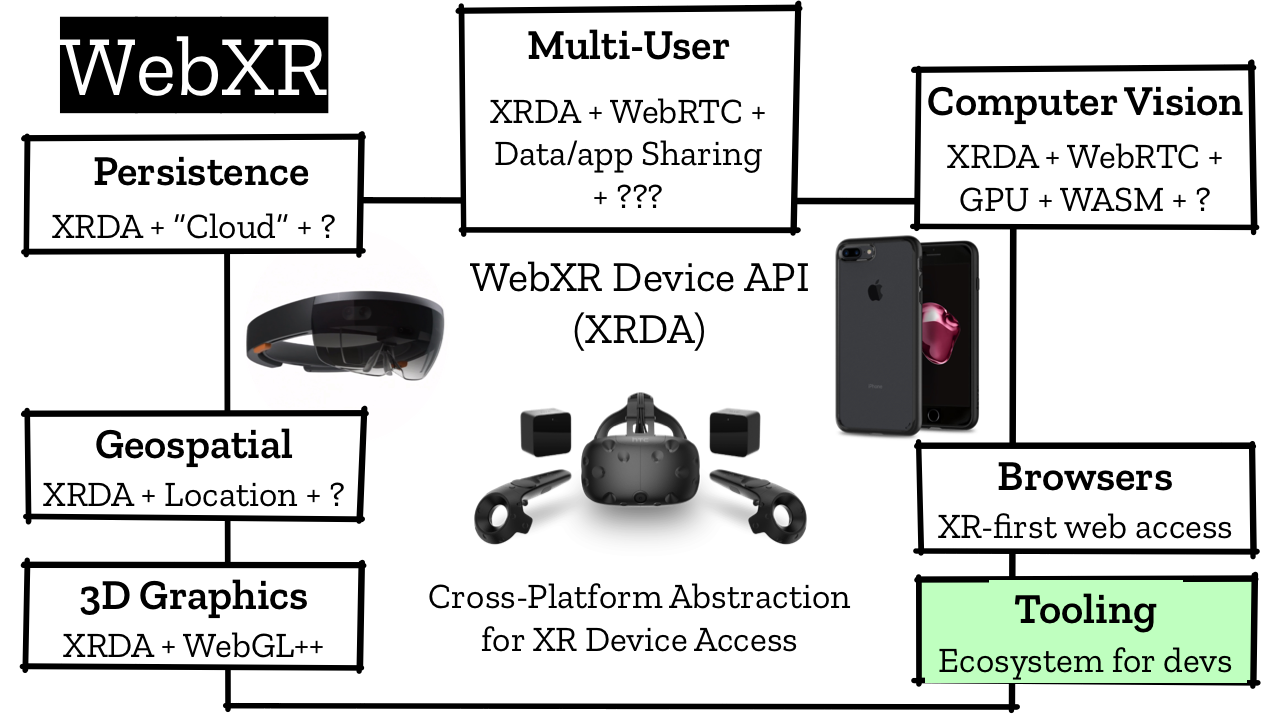 WebXR
Multi-User
XRDA + WebRTC +
Data/app Sharing
+ ???
Computer Vision
XRDA + WebRTC +
GPU + WASM + ?
Persistence
XRDA + “Cloud” + ?
WebXR Device API
(XRDA)
Geospatial
XRDA + Location + ?
Browsers
XR-first web access
3D Graphics
XRDA + WebGL++
Cross-Platform Abstraction
for XR Device Access
Tooling
Ecosystem for devs